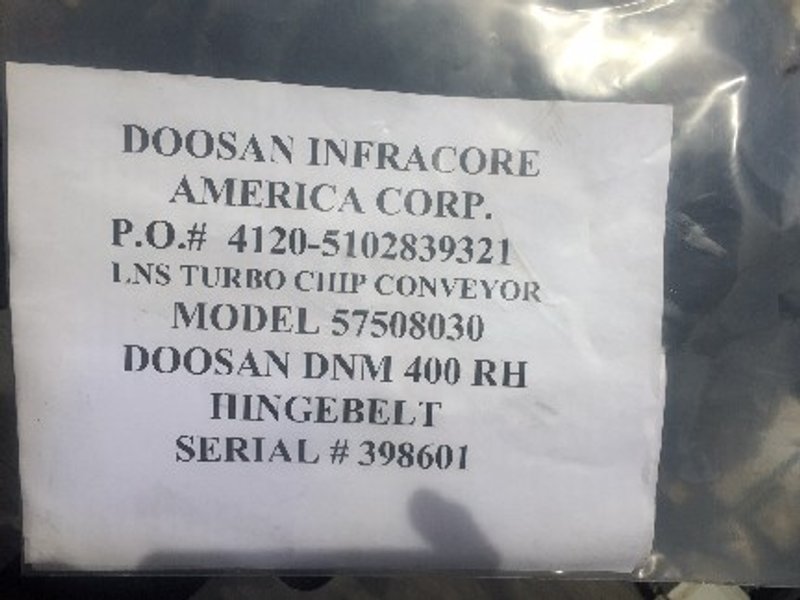 DOOSAN INFRACORE
AMERICA CORP.
P.O.# 4120-5102839321
LNS TURBO CHIP CONVEYOR
MODEL 57508030
DOOSAN DNM 400 RH
HINGEBELT
SERIAL # 398601